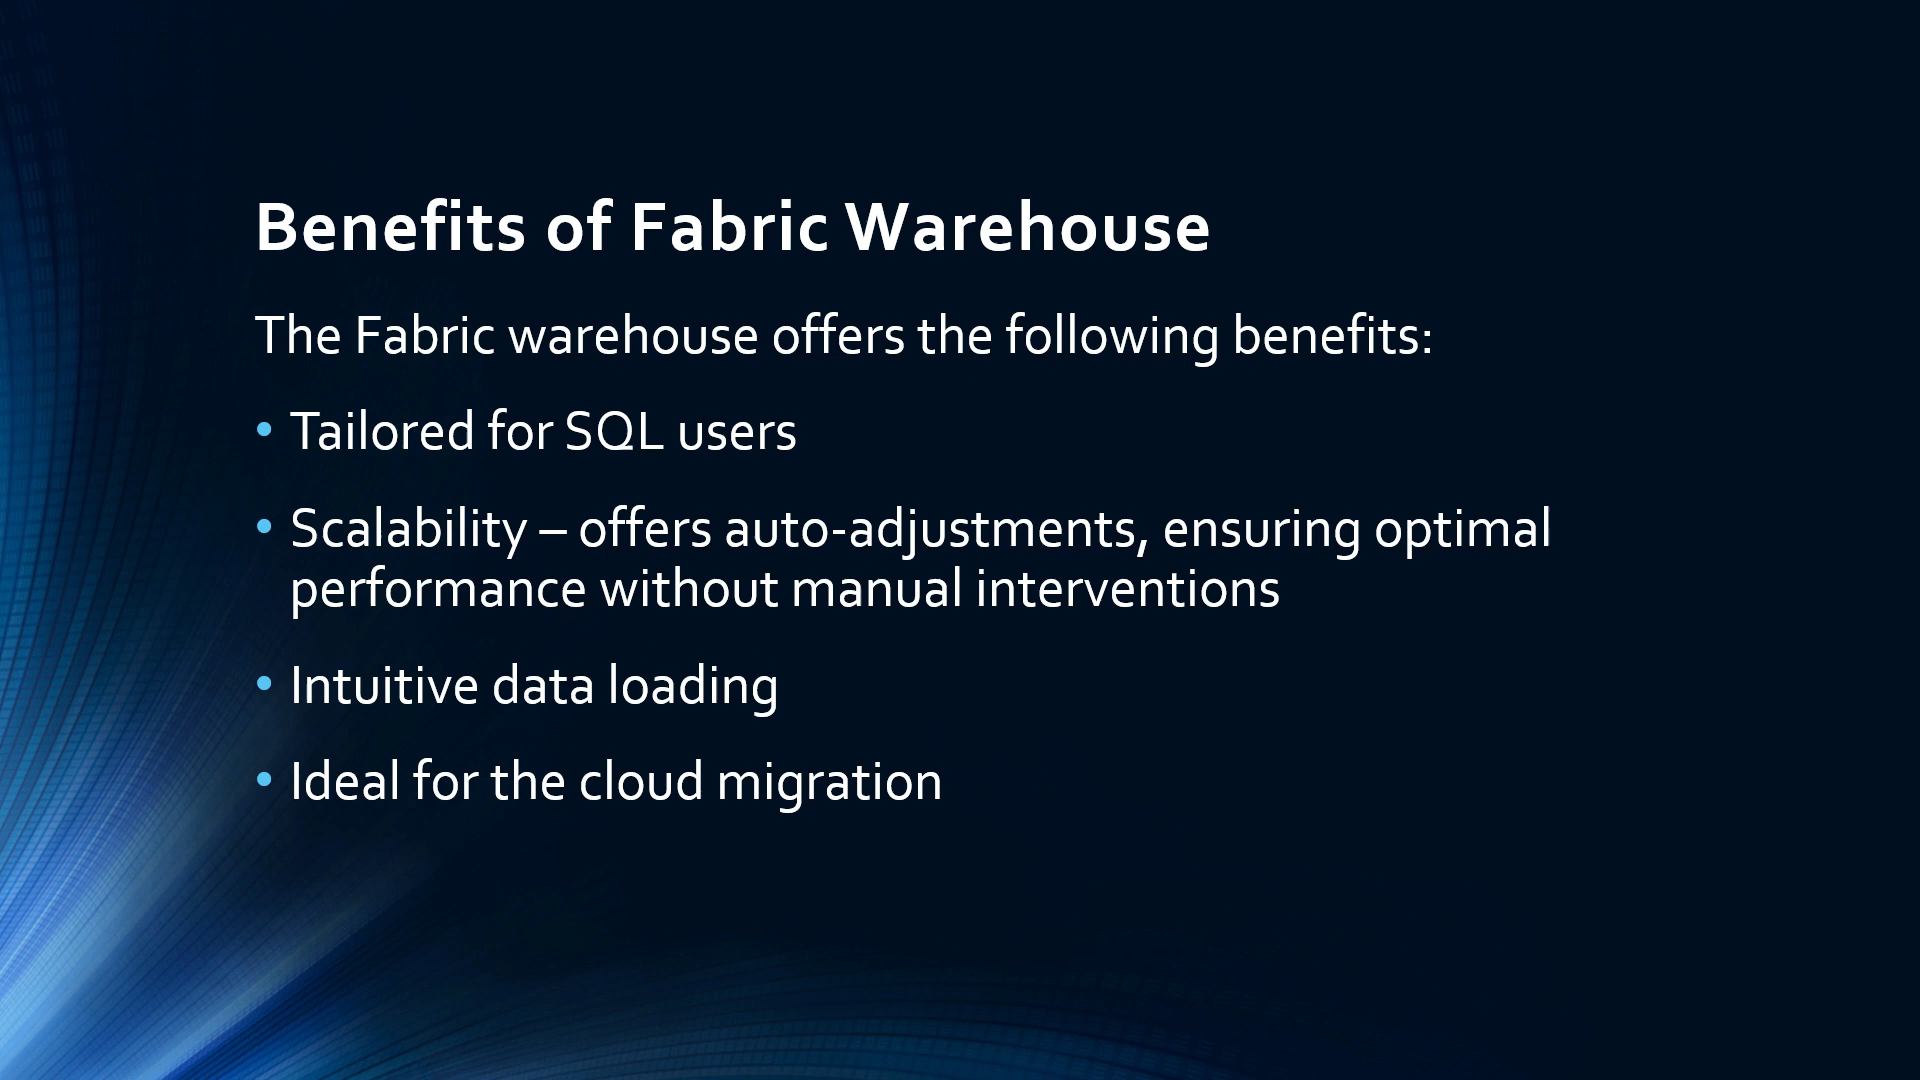 Benefits of Fabric Warehouse
The Fabric warehouse offers the following benefits:
• Tailored for SQL users
• Scalability – offers auto-adjustments, ensuring optimal
performance without manual interventions
• Intuitive data loading
• Ideal for the cloud migration